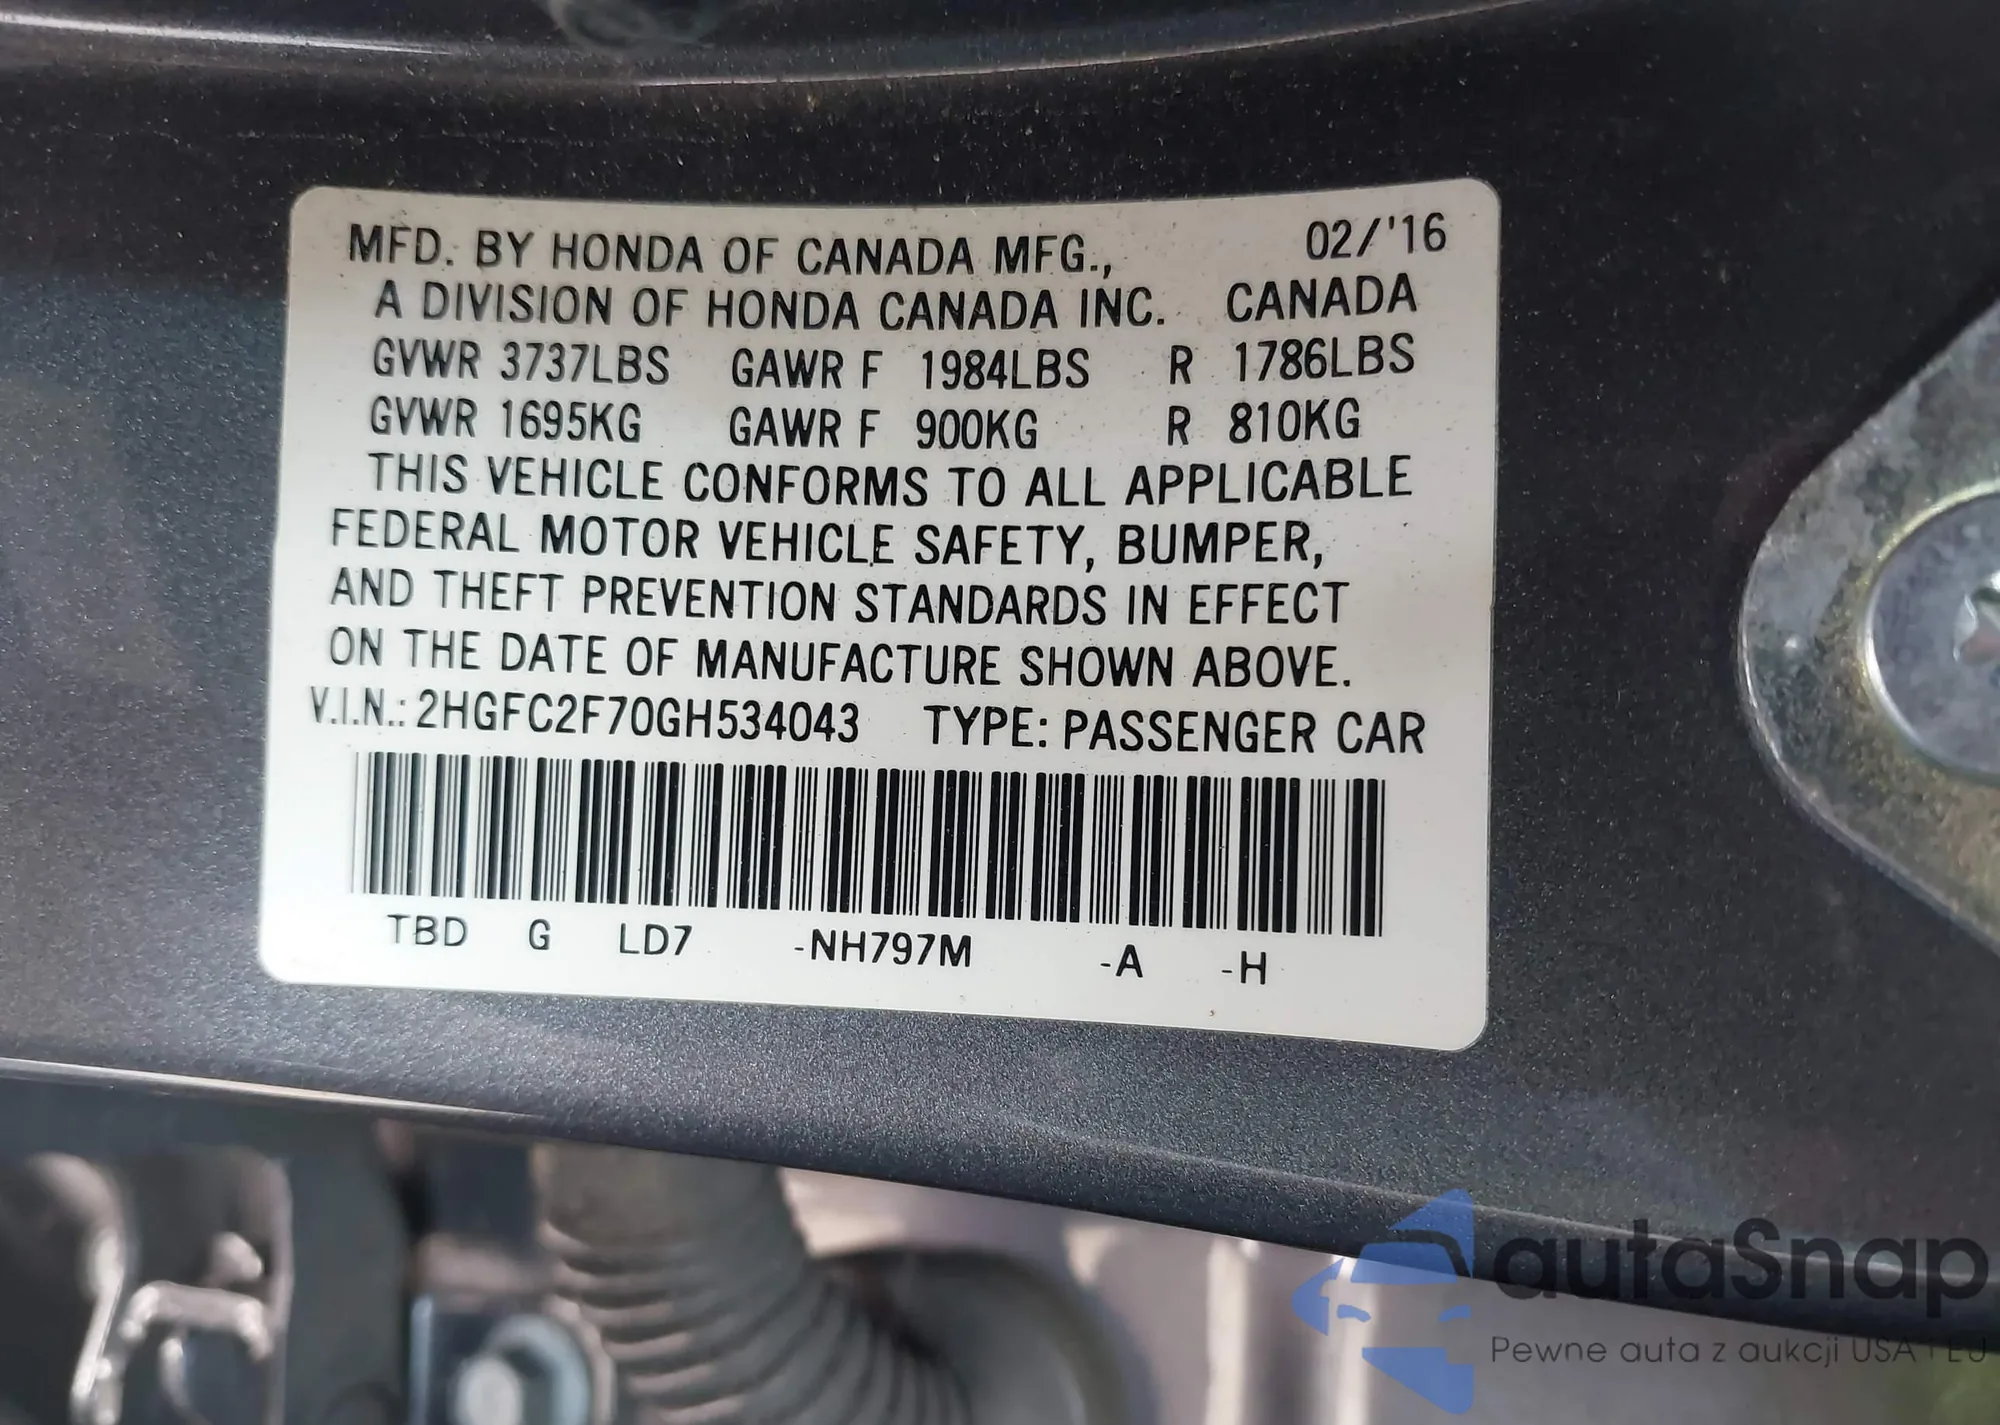 MFD. BY HONDA OF CANADA MFG., 02/'16
A DIVISION OF HONDA CANADA INC. CANADA
GVWR 3737LBS GAWR F 1984LBS R 1786LBS
GVWR 1695KG GAWR F 900KG R 810KG
THIS VEHICLE CONFORMS TO ALL APPLICABLE
FEDERAL MOTOR VEHICLE SAFETY, BUMPER,
AND THEFT PREVENTION STANDARDS IN EFFECT
ON THE DATE OF MANUFACTURE SHOWN ABOVE.
V.I.N.: 2HGFC2F70GH534043 TYPE: PASSENGER CAR
TBD G LD7 -NH797M -A -H
autaSnap
Pewne auta z aukcji USA i EU